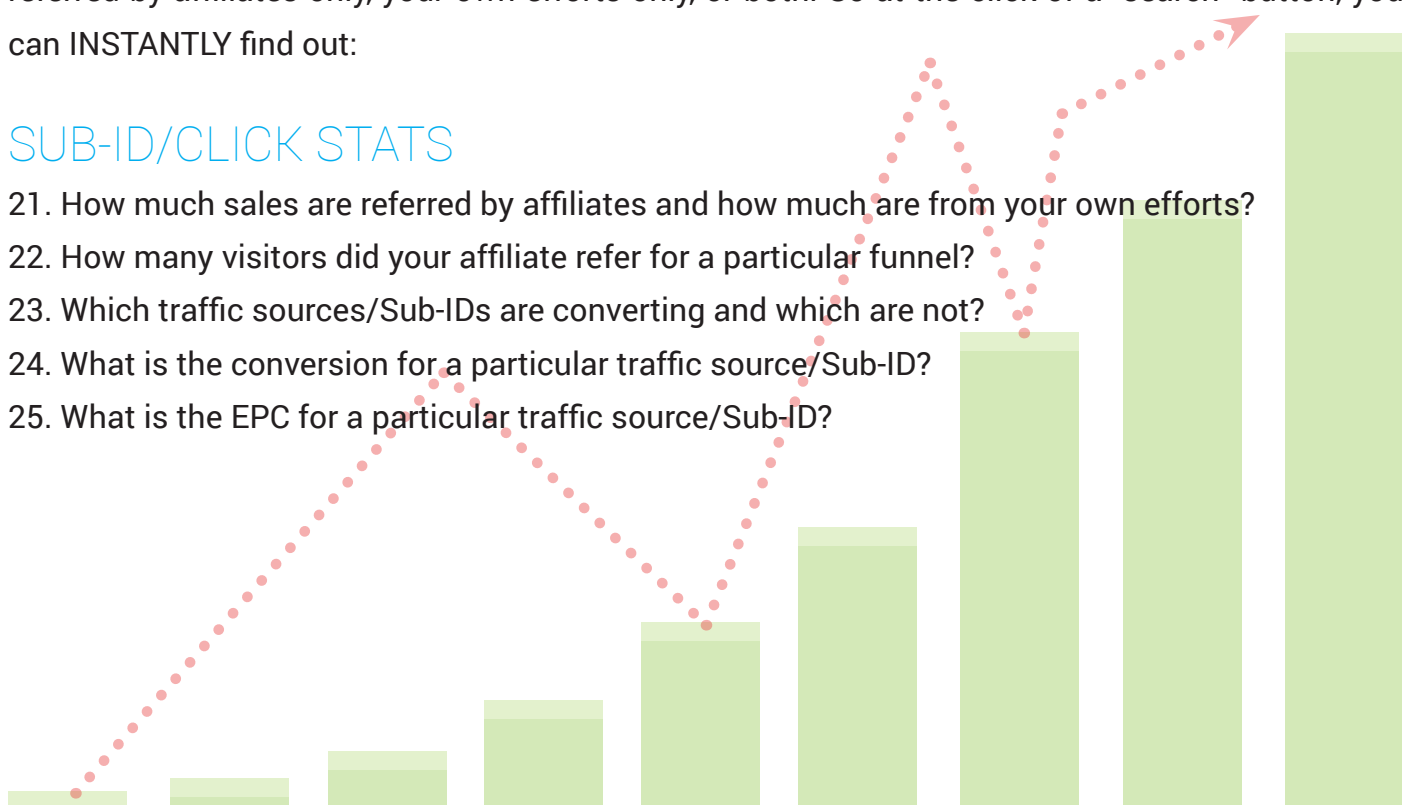 can INSTANTLY find out:
SUB-ID/CLICK STATS
21. How much sales are referred by affiliates and how much are from your own efforts?
22. How many visitors did your affiliate refer for a particular funnel?
23. Which traffic sources/Sub-IDs are converting and which are not?
24. What is the conversion for a particular traffic source/Sub-ID?
25. What is the EPC for a particular traffic source/Sub-ID?